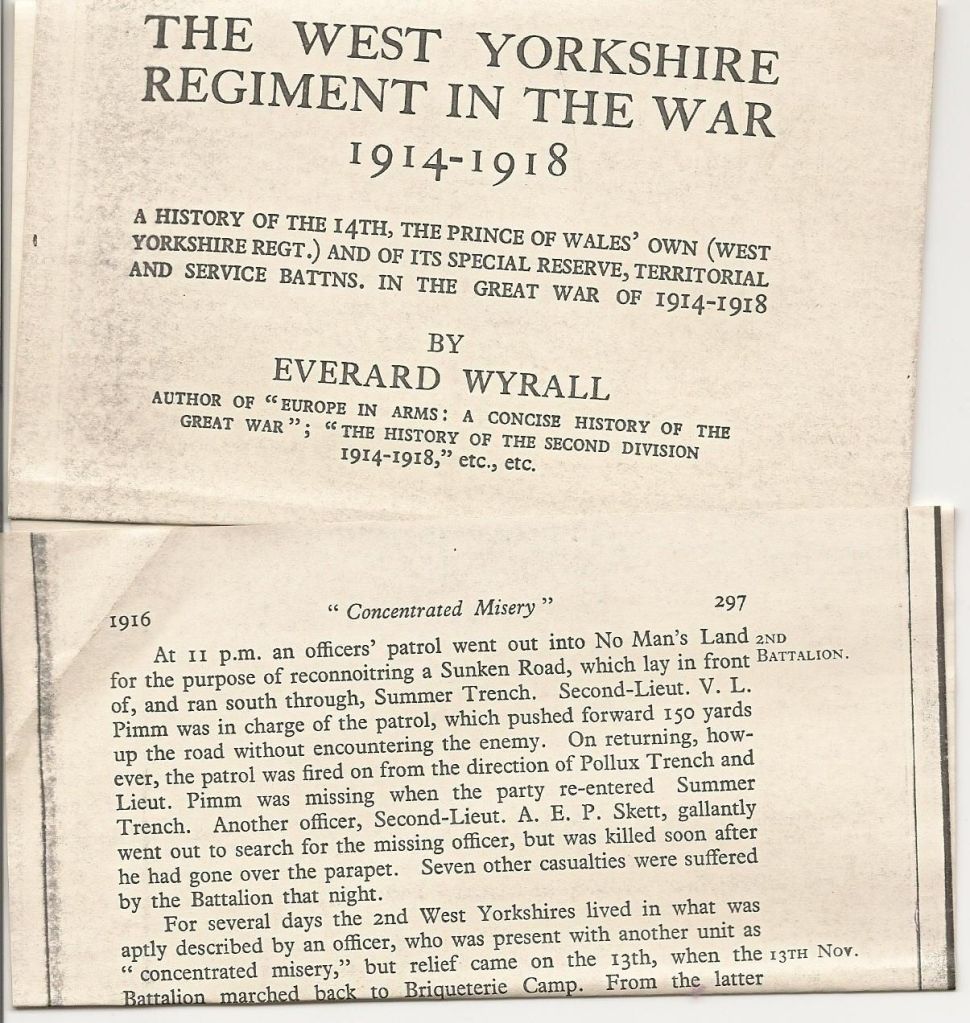 THE WEST YORKSHIRE
REGIMENT IN THE WAR
1914-1918
A HISTORY OF THE 14TH, THE PRINCE OF WALES' OWN (WEST
YORKSHIRE REGT.) AND OF ITS SPECIAL RESERVE, TERRITORIAL
AND SERVICE BATTNS. IN THE GREAT WAR OF 1914-1918
BY
EVERARD WYRALL
AUTHOR OF "EUROPE IN ARMS: A CONCISE HISTORY OF THE
GREAT WAR"; "THE HISTORY OF THE SECOND DIVISION
1914-1918," etc., etc.
1916 "Concentrated Misery" 297
At 11 p.m. an officers' patrol went out into No Man's Land 2ND
for the purpose of reconnoitring a Sunken Road, which lay in front BATTALION.
of, and ran south through, Summer Trench. Second-Lieut. V. L.
Pimm was in charge of the patrol, which pushed forward 150 yards
up the road without encountering the enemy. On returning, how-
ever, the patrol was fired on from the direction of Pollux Trench and
Lieut. Pimm was missing when the party re-entered Summer
Trench. Another officer, Second-Lieut. A. E. P. Skett, gallantly
went out to search for the missing officer, but was killed soon after
he had gone over the parapet. Seven other casualties were suffered
by the Battalion that night.
For several days the 2nd West Yorkshires lived in what was
aptly described by an officer, who was present with another unit as
"concentrated misery," but relief came on the 13th, when the 13TH NOV.
Battalion marched back to Briqueterie Camp. From the latter